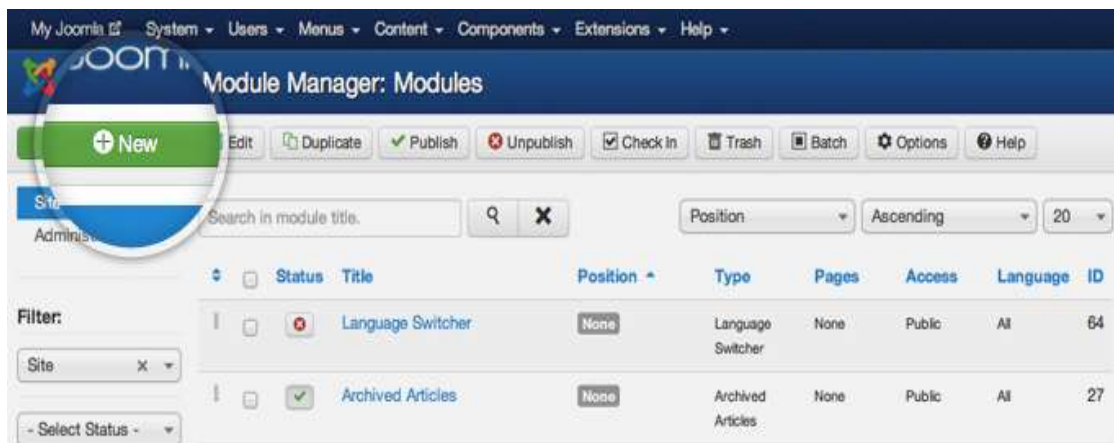 My Joomla System Users Menus Content Components Extensions Help
Joom
Module Manager: Modules
New Edit Duplicate Publish Unpublish Check In Trash Batch Options Help
Site
Search in module title. Position Ascending 20
Status Title Position Type Pages Access Language ID
Filter:
Language Switcher None Language Switcher None Public All 64
Site
Archived Articles None Archived Articles None Public All 27
- Select Status -